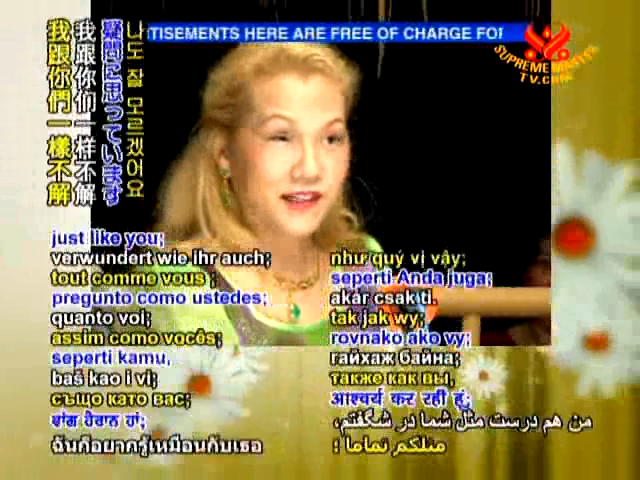 TISEMENTS HERE ARE FREE OF CHARGE FOR
SUPREME MASTER
TV.COM
我跟你們一樣不解
我跟你们一样不解
疑問に思っています
나도 잘 모르겠어요
just like you;
verwundert wie Ihr auch;
tout comme vous ;
pregunto como ustedes;
quanto voi;
assim como vocês;
seperti kamu,
baš kao i vi;
също като вас;
ਵਾਂਗ ਹੈਰਾਨ ਹਾਂ;
ฉันก็อยากรู้เหมือนกับเธอ
như quý vị vậy;
seperti Anda juga;
akár csak ti.
tak jak wy;
rovnako ako vy;
гайхаж байна;
также как вы,
आश्चर्य कर रही हूं;
من هم درست مثل شما در شگفتم،
مثلكم تماما ؛